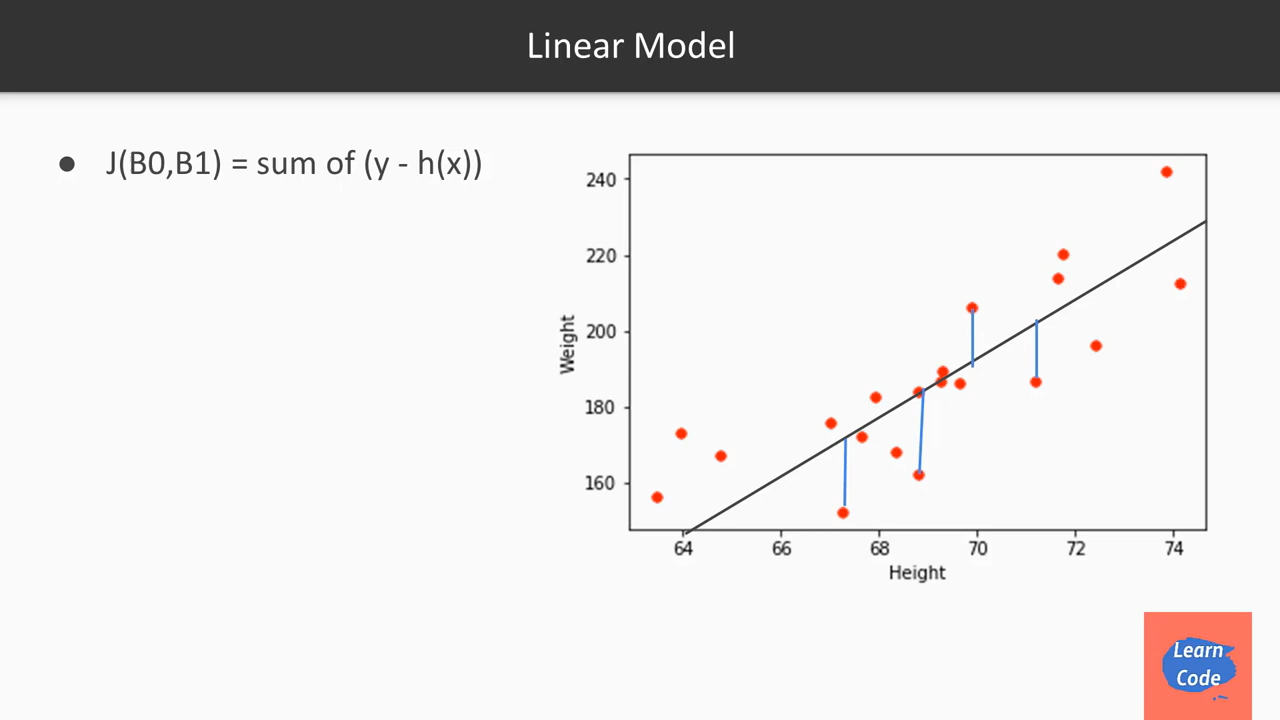 Linear Model
● J(B0,B1) = sum of (y - h(x))
240
220
200
180
160
Weight
64 66 68 70 72 74
Height
Learn
Code